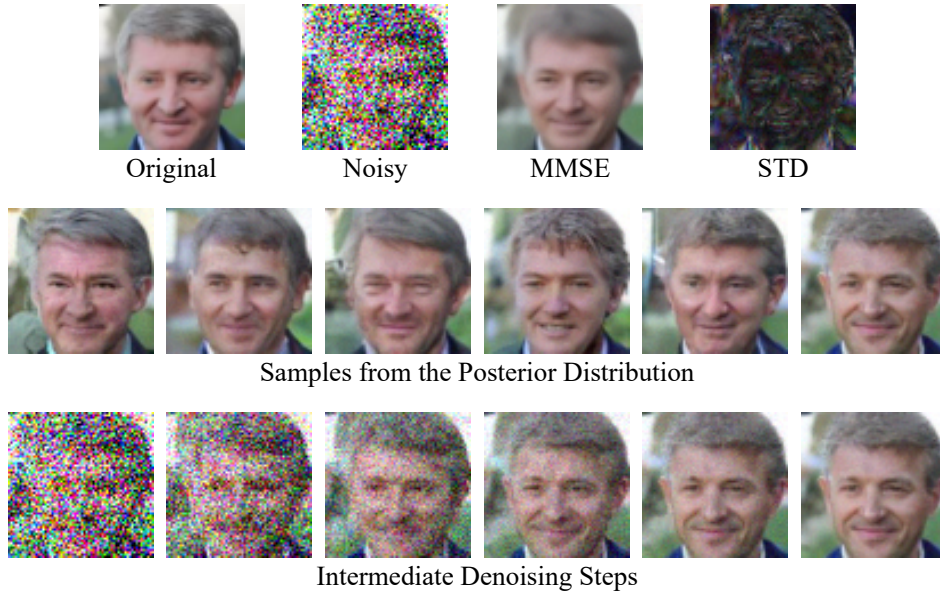 Original Noisy MMSE STD
Samples from the Posterior Distribution
Intermediate Denoising Steps